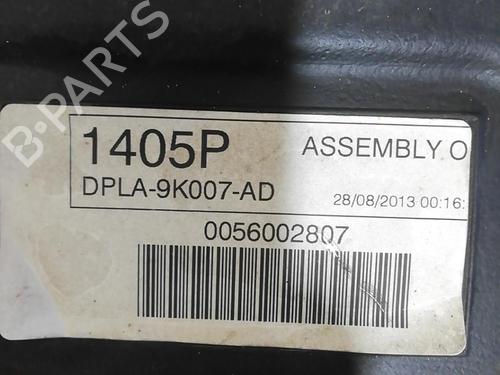 B-PARTS
1405P
ASSEMBLY O
DPLA-9K007-AD
28/08/2013 00:16:
0056002807